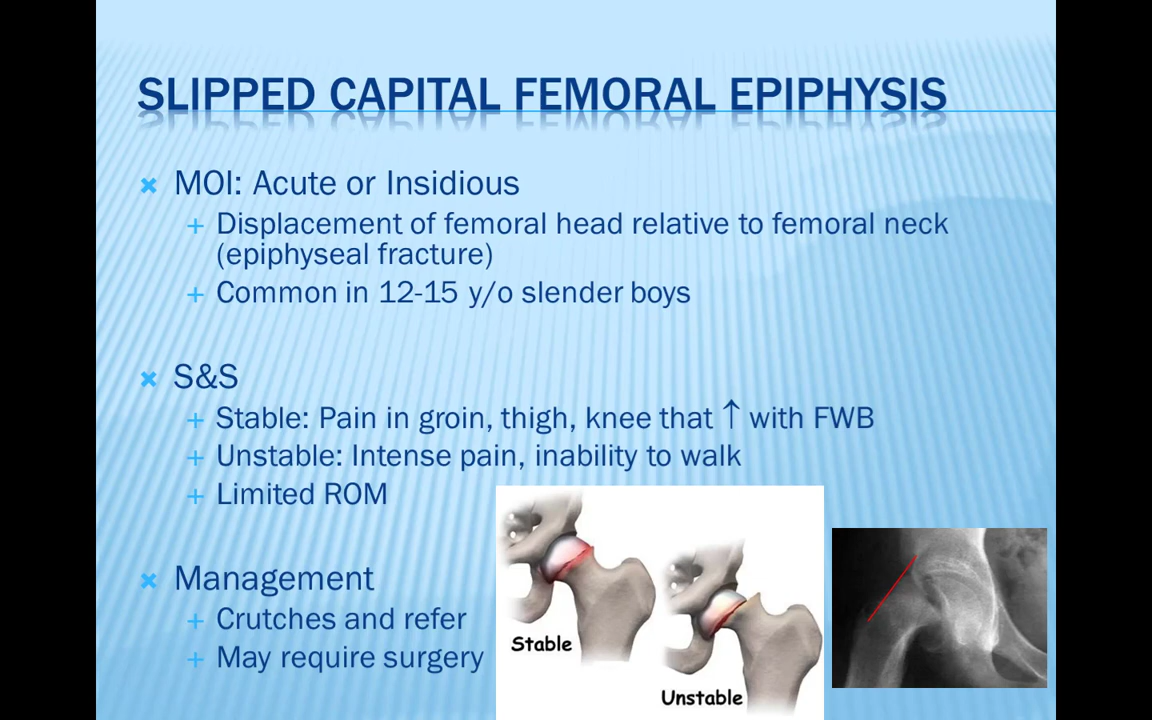 SLIPPED CAPITAL FEMORAL EPIPHYSIS
MOI: Acute or Insidious
Displacement of femoral head relative to femoral neck
(epiphyseal fracture)
Common in 12-15 y/o slender boys
S&S
Stable: Pain in groin, thigh, knee that ↑ with FWB
Unstable: Intense pain, inability to walk
Limited ROM
Management
Crutches and refer
May require surgery
Stable
Unstable